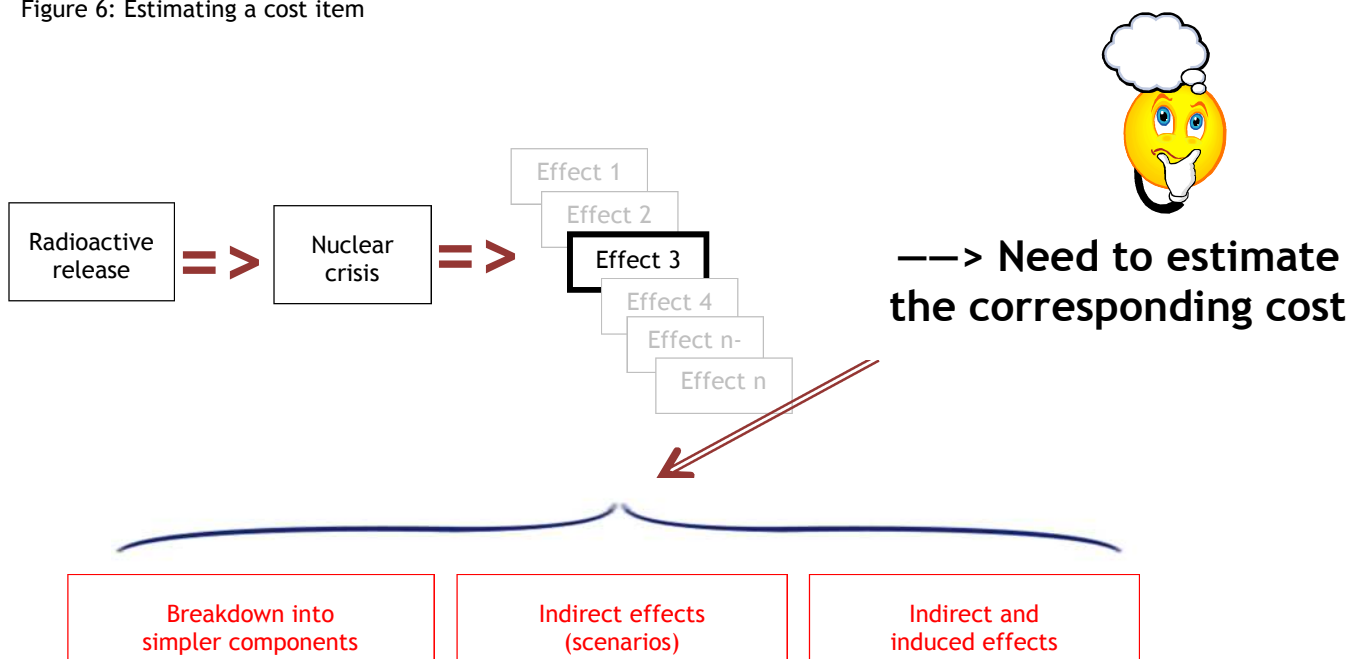 Figure 6: Estimating a cost item
Effect 1
Effect 2
Radioactive
release
= >
Nuclear
crisis
= >
Effect 3
Effect 4
Effect n-
Effect n
——> Need to estimate
the corresponding cost
Breakdown into
simpler components
Indirect effects
(scenarios)
Indirect and
induced effects